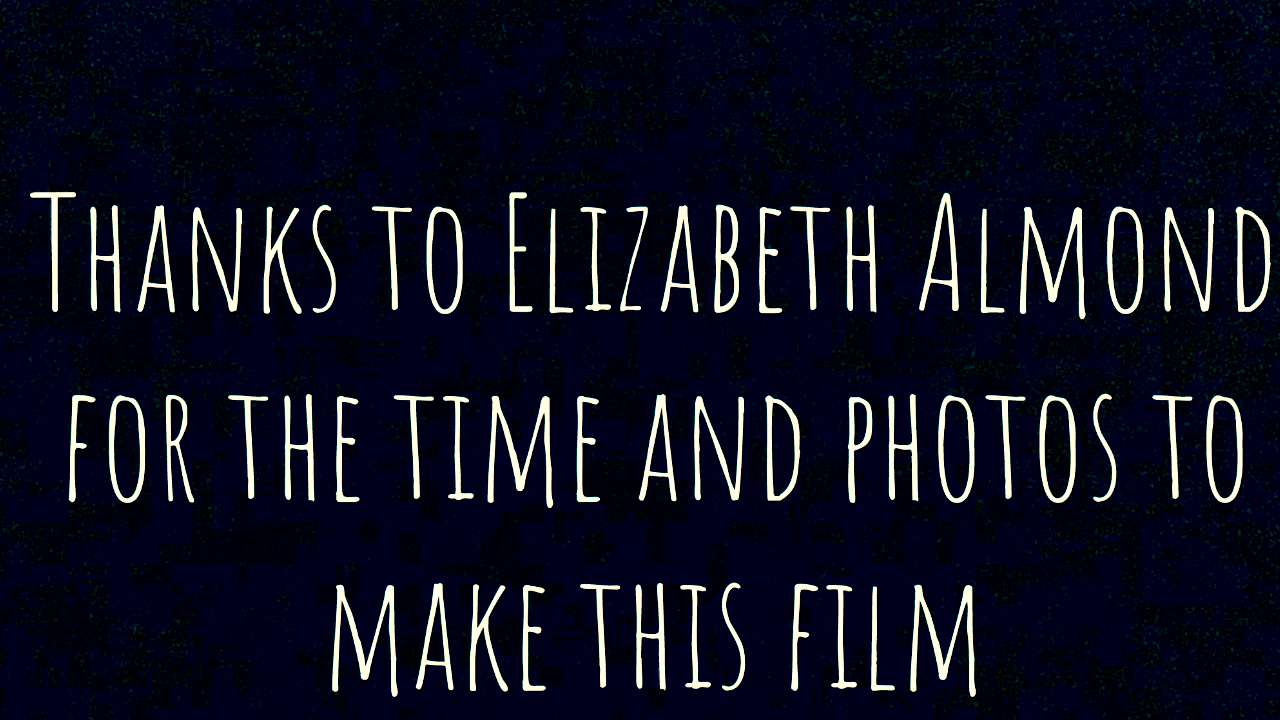 Thanks to Elizabeth Almond
for the time and photos to
make this film